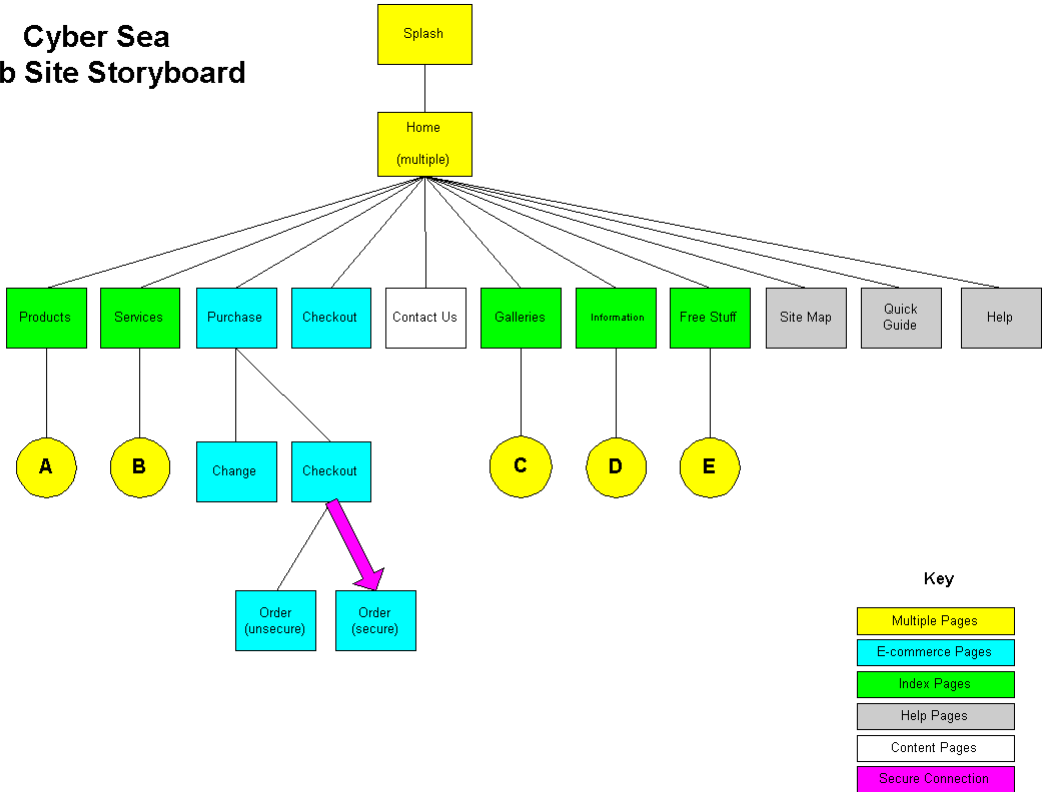 Cyber Sea
b Site Storyboard
Splash
Home
(multiple)
Products
Services
Purchase
Checkout
Contact Us
Galleries
Information
Free Stuff
Site Map
Quick
Guide
Help
A
B
Change
Checkout
C
D
E
Order
(unsecure)
Order
(secure)
Key
Multiple Pages
E-commerce Pages
Index Pages
Help Pages
Content Pages
Secure Connection